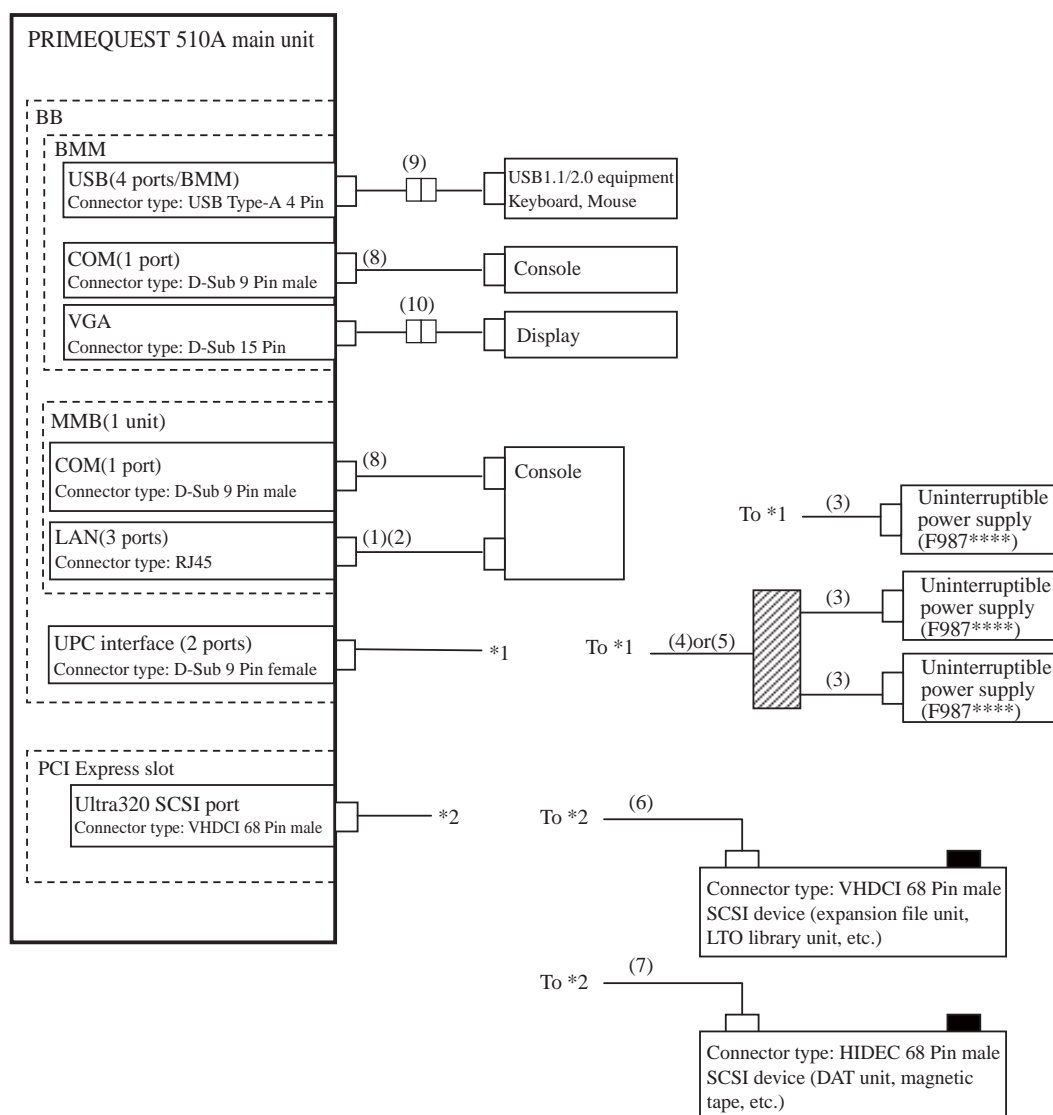 PRIMEQUEST 510A main unit
BB
BMM
USB(4 ports/BMM)
Connector type: USB Type-A 4 Pin
(9)
USB1.1/2.0 equipment
Keyboard, Mouse
COM(1 port)
Connector type: D-Sub 9 Pin male
(8)
Console
VGA
Connector type: D-Sub 15 Pin
(10)
Display
MMB(1 unit)
COM(1 port)
Connector type: D-Sub 9 Pin male
(8)
Console
LAN(3 ports)
Connector type: RJ45
(1)(2)
UPC interface (2 ports)
Connector type: D-Sub 9 Pin female
*1
To *1
(3)
Uninterruptible
power supply
(F987****)
To *1
(4)or(5)
(3)
Uninterruptible
power supply
(F987****)
(3)
Uninterruptible
power supply
(F987****)
PCI Express slot
Ultra320 SCSI port
Connector type: VHDCI 68 Pin male
*2
To *2
(6)
Connector type: VHDCI 68 Pin male
SCSI device (expansion file unit,
LTO library unit, etc.)
To *2
(7)
Connector type: HIDEC 68 Pin male
SCSI device (DAT unit, magnetic
tape, etc.)